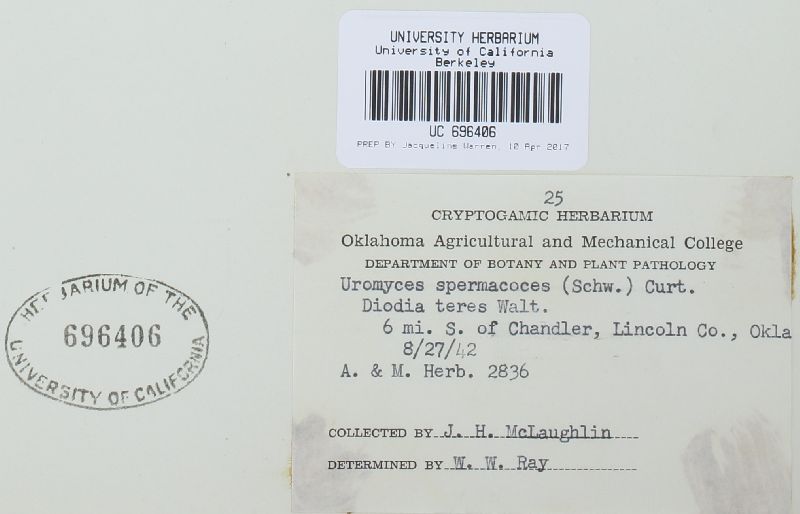 UNIVERSITY HERBARIUM
University of California
Berkeley
UC 696406
PREP BY Jacqueline Warren, 10 Apr 2017
25
CRYPTOGAMIC HERBARIUM
Oklahoma Agricultural and Mechanical College
DEPARTMENT OF BOTANY AND PLANT PATHOLOGY
Uromyces spermacoces (Schw.) Curt.
Diodia teres Walt.
6 mi. S. of Chandler, Lincoln Co., Okla
8/27/42
A. & M. Herb. 2836
COLLECTED BY J. H. McLaughlin
DETERMINED BY W. W. Ray
HERBARIUM OF THE
696406
UNIVERSITY OF CALIFORNIA